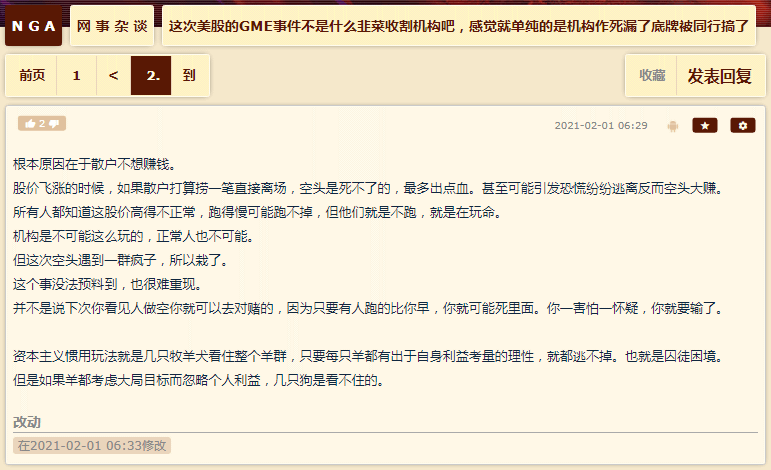 NGA 网事杂谈 这次美股的GME事件不是什么韭菜收割机构吧，感觉就单纯的是机构作死漏了底牌被同行搞了
前页 1 < 2. 到 收藏 发表回复
2 2021-02-01 06:29
根本原因在于散户不想赚钱。
股价飞涨的时候，如果散户打算捞一笔直接离场，空头是死不了的，最多出点血。甚至可能引发恐慌纷纷逃离反而空头大赚。
所有人都知道这股价高得不正常，跑得慢可能跑不掉，但他们就是不跑，就是在玩命。
机构是不可能这么玩的，正常人也不可能。
但这次空头遇到一群疯子，所以栽了。
这个事没法预料到，也很难重现。
并不是说下次你看见人做空你就可以去对赌的，因为只要有人跑的比你早，你就可能死里面。你一害怕一怀疑，你就要输了。
资本主义惯用玩法就是几只牧羊犬看住整个羊群，只要每只羊都有出于自身利益考量的理性，就都逃不掉。也就是囚徒困境。
但是如果羊都考虑大局目标而忽略个人利益，几只狗是看不住的。
改动
在2021-02-01 06:33修改